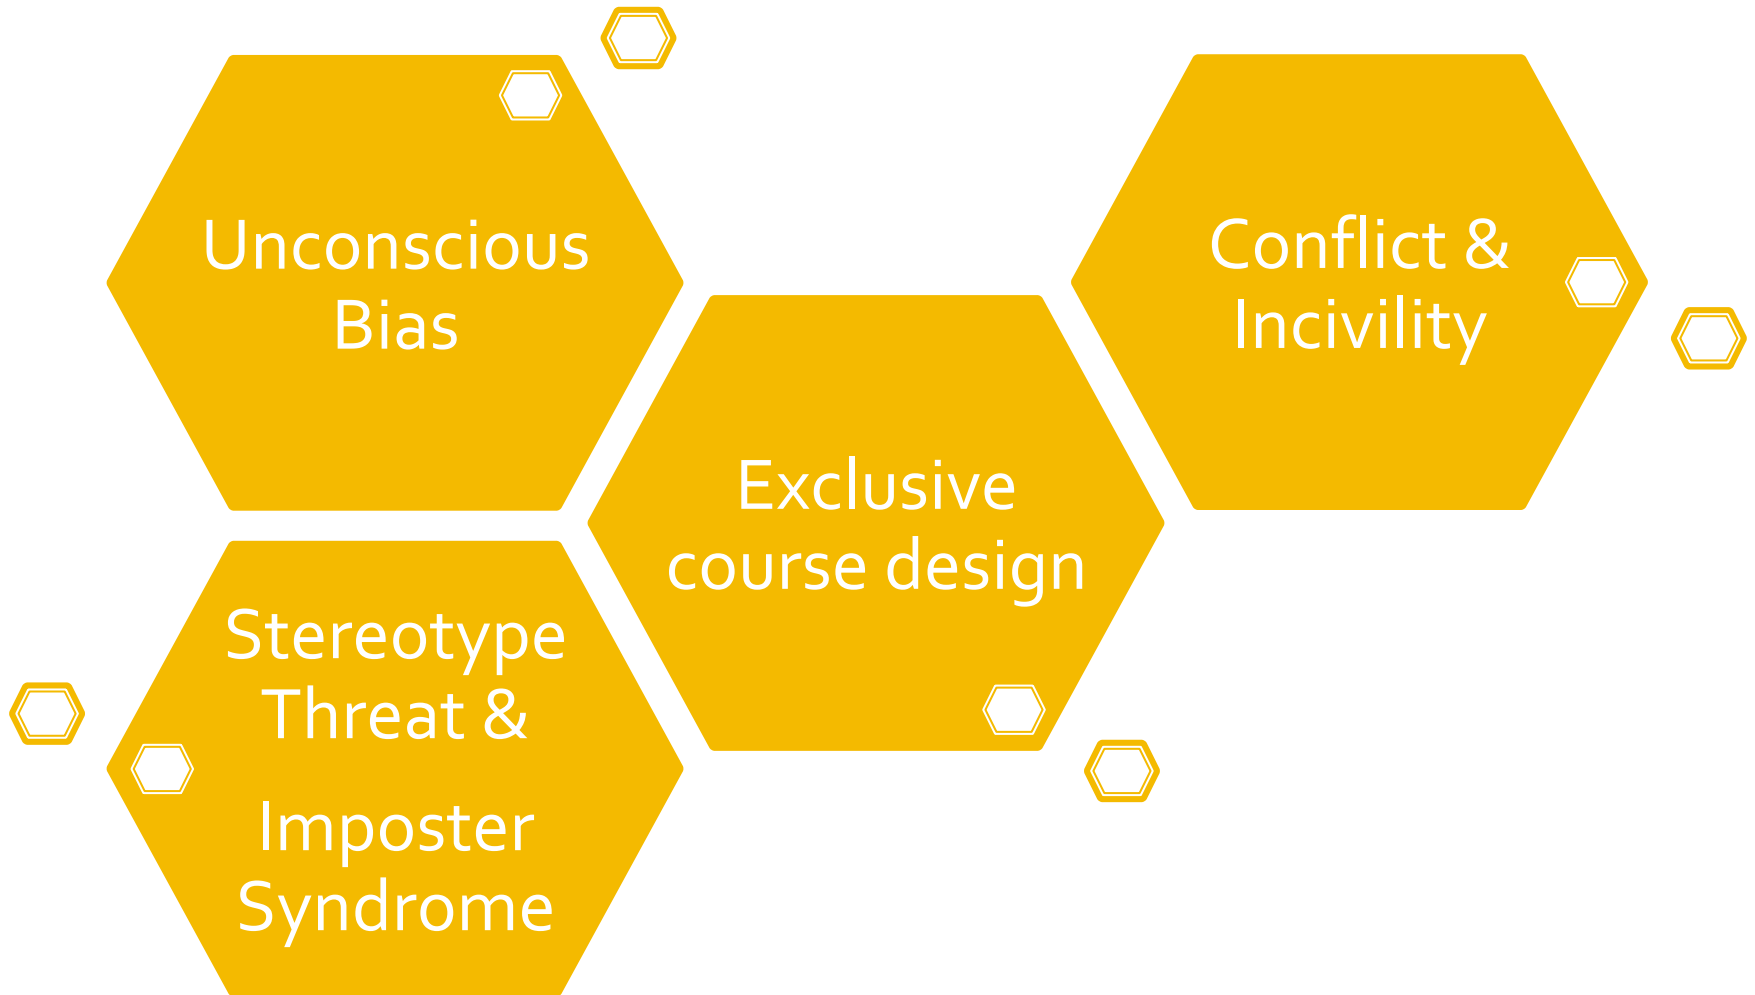 Unconscious
Bias
Stereotype
Threat &
Imposter
Syndrome
Exclusive
course design
Conflict &
Incivility